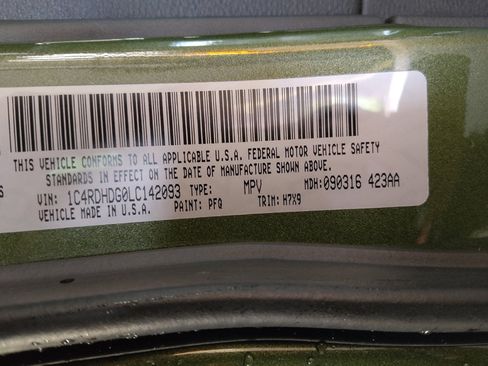 THIS VEHICLE CONFORMS TO ALL APPLICABLE U.S.A. FEDERAL MOTOR VEHICLE SAFETY
STANDARDS IN EFFECT ON THE DATE OF MANUFACTURE SHOWN ABOVE.
VIN: 1C4RDHDG0LC142093 TYPE: MPV MDH: 090316 423AA
VEHICLE MADE IN U.S.A. PAINT: PFQ TRIM: H7X9